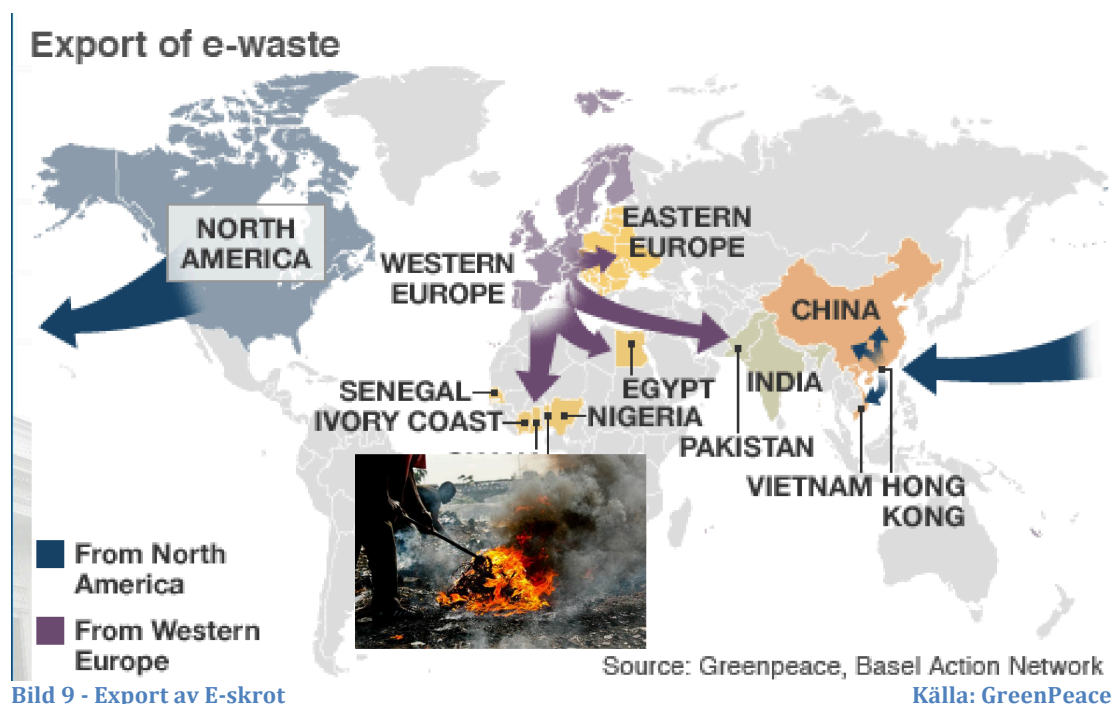 Export of e-waste
NORTH
AMERICA
WESTERN
EUROPE
EASTERN
EUROPE
CHINA
SENEGAL
IVORY COAST
EGYPT
INDIA
NIGERIA
PAKISTAN
VIETNAM
HONG
KONG
From North
America
From Western
Europe
Source: Greenpeace, Basel Action Network
Bild 9 - Export av E-skrot
Källa: GreenPeace